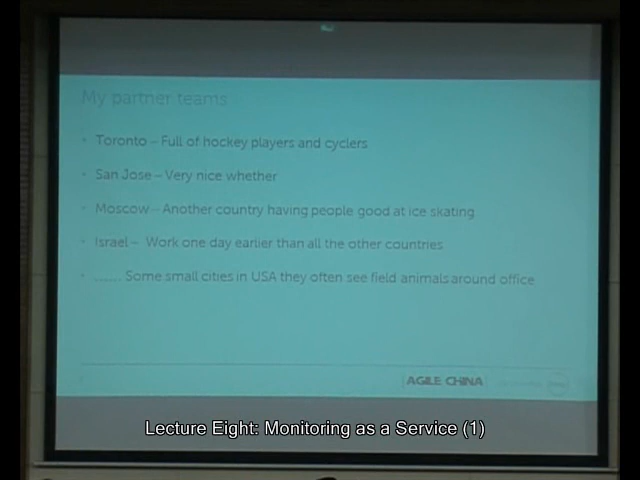 My partner teams
• Toronto – Full of hockey players and cyclers
• San Jose – Very nice whether
• Moscow – Another country having people good at ice skating
• Israel – Work one day earlier than all the other countries
• ....... Some small cities in USA they often see field animals around office
AGILE CHINA
Lecture Eight: Monitoring as a Service (1)